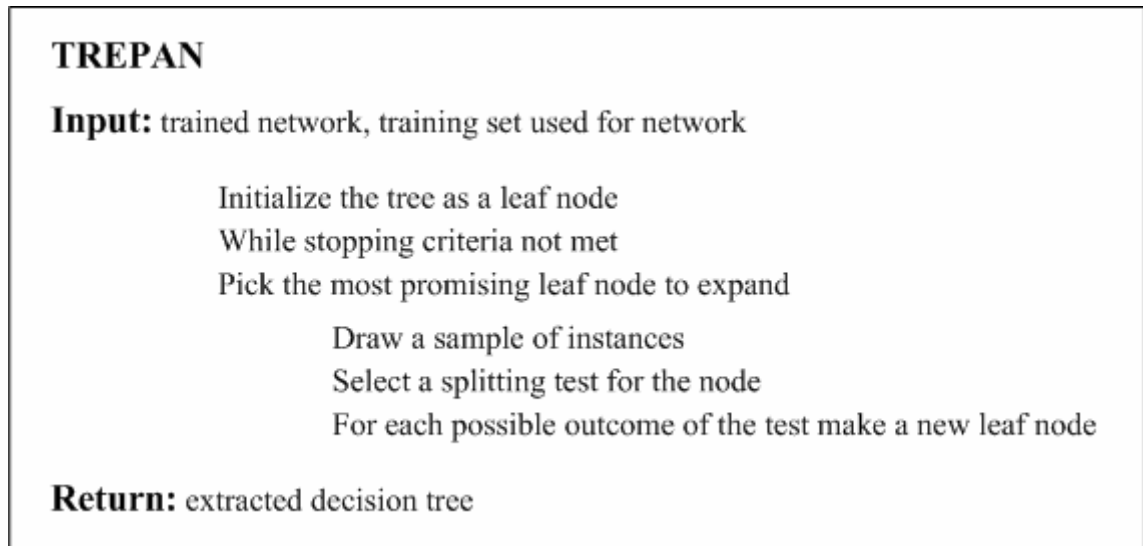 TREPAN
Input: trained network, training set used for network
Initialize the tree as a leaf node
While stopping criteria not met
Pick the most promising leaf node to expand
Draw a sample of instances
Select a splitting test for the node
For each possible outcome of the test make a new leaf node
Return: extracted decision tree